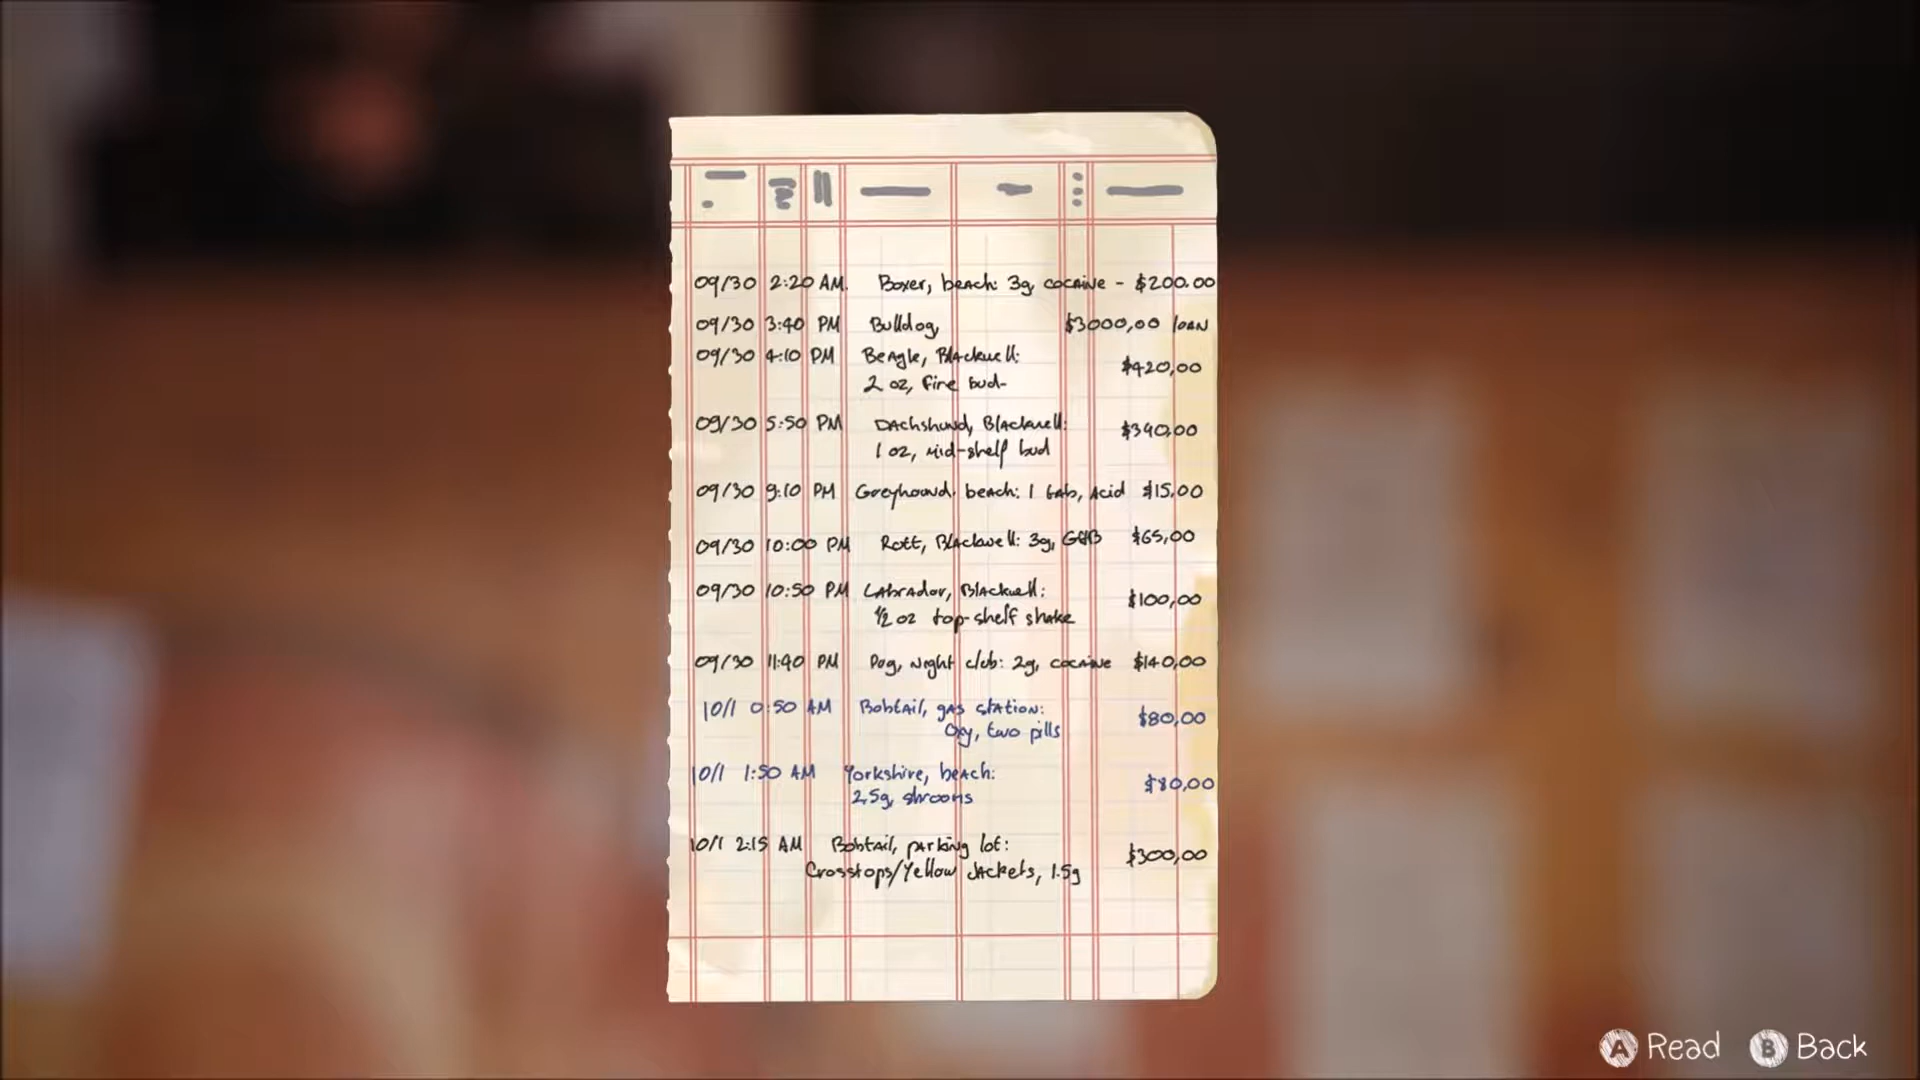 09/30 2:20 AM. Boxer, beach: 3g, cocaine - $200.00
09/30 3:40 PM Bulldog, $3000,00 loan
09/30 4:10 PM Beagle, Blackwell:
2 oz, fire bud- $420,00
09/30 5:50 PM Dachshund, Blackwell: $340,00
1 oz, mid-shelf bud
09/30 9:10 PM Greyhound, beach: 1 tab, acid $15,00
09/30 10:00 PM Rott, Blackwell: 3g, GHB $65,00
09/30 10:50 PM Labrador, Blackwell: $100,00
1/2 oz top-shelf shake
09/30 11:40 PM Pog, night club: 2g, cocaine $140,00
10/1 0:50 AM Bobtail, gas station: $80,00
Oxy, two pills
10/1 1:50 AM Yorkshire, beach: $80,00
2,5g, shrooms
10/1 2:15 AM Bobtail, parking lot: $300,00
Crosstops/Yellow Jackets, 1.5g
A Read B Back